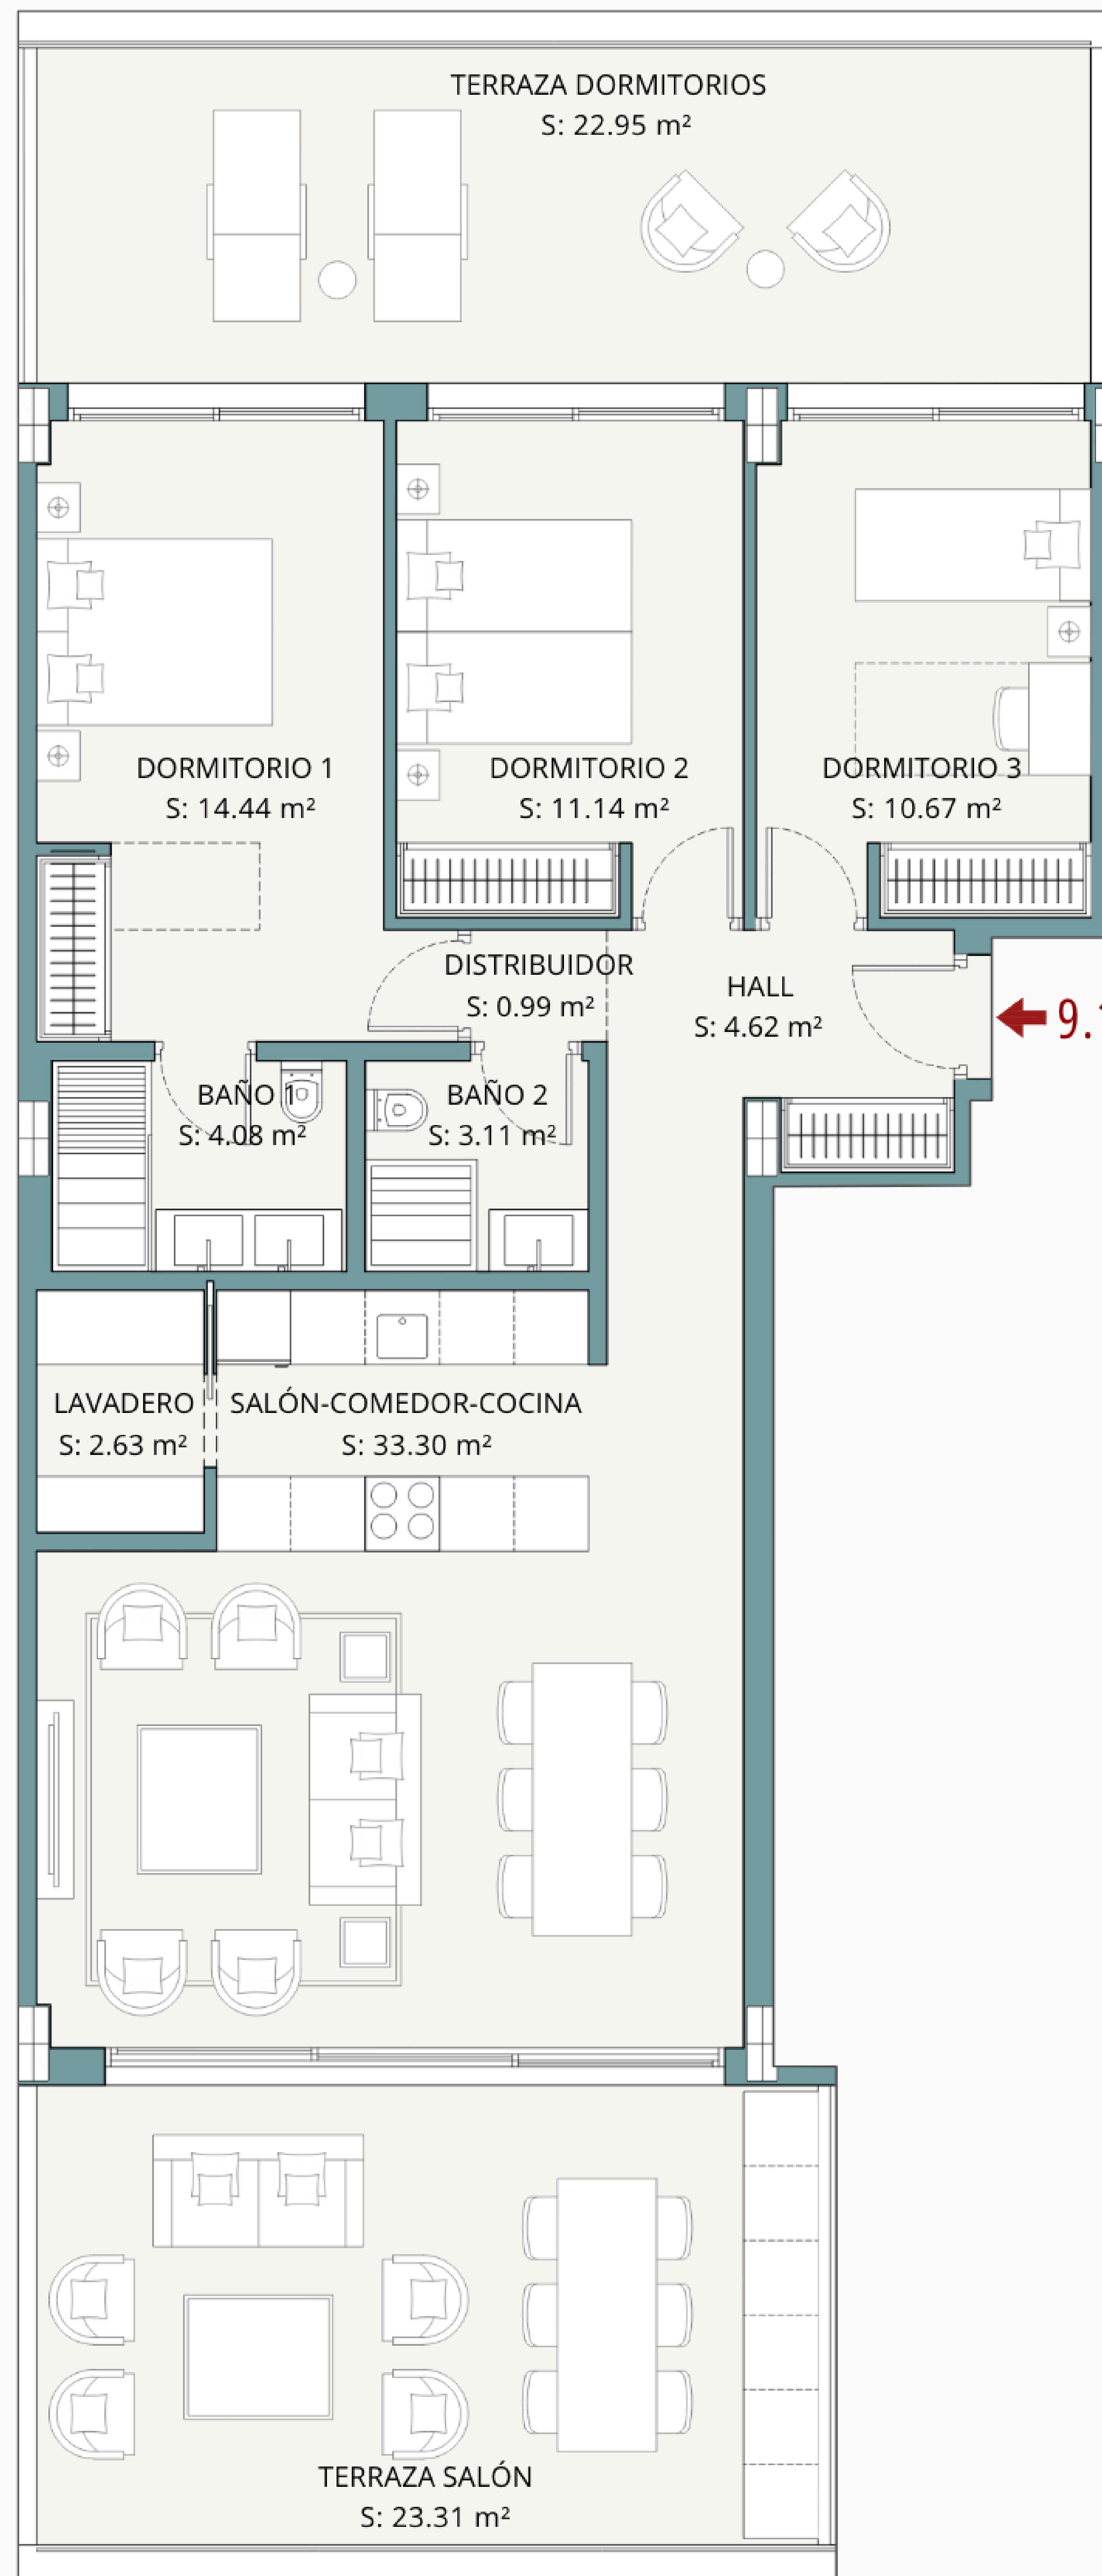 TERRAZA DORMITORIOS
S: 22.95 m²
DORMITORIO 1
S: 14.44 m²
DORMITORIO 2
S: 11.14 m²
DORMITORIO 3
S: 10.67 m²
DISTRIBUIDOR
S: 0.99 m²
HALL
S: 4.62 m²
BAÑO 1
S: 4.08 m²
BAÑO 2
S: 3.11 m²
LAVADERO
S: 2.63 m²
SALÓN-COMEDOR-COCINA
S: 33.30 m²
TERRAZA SALÓN
S: 23.31 m²